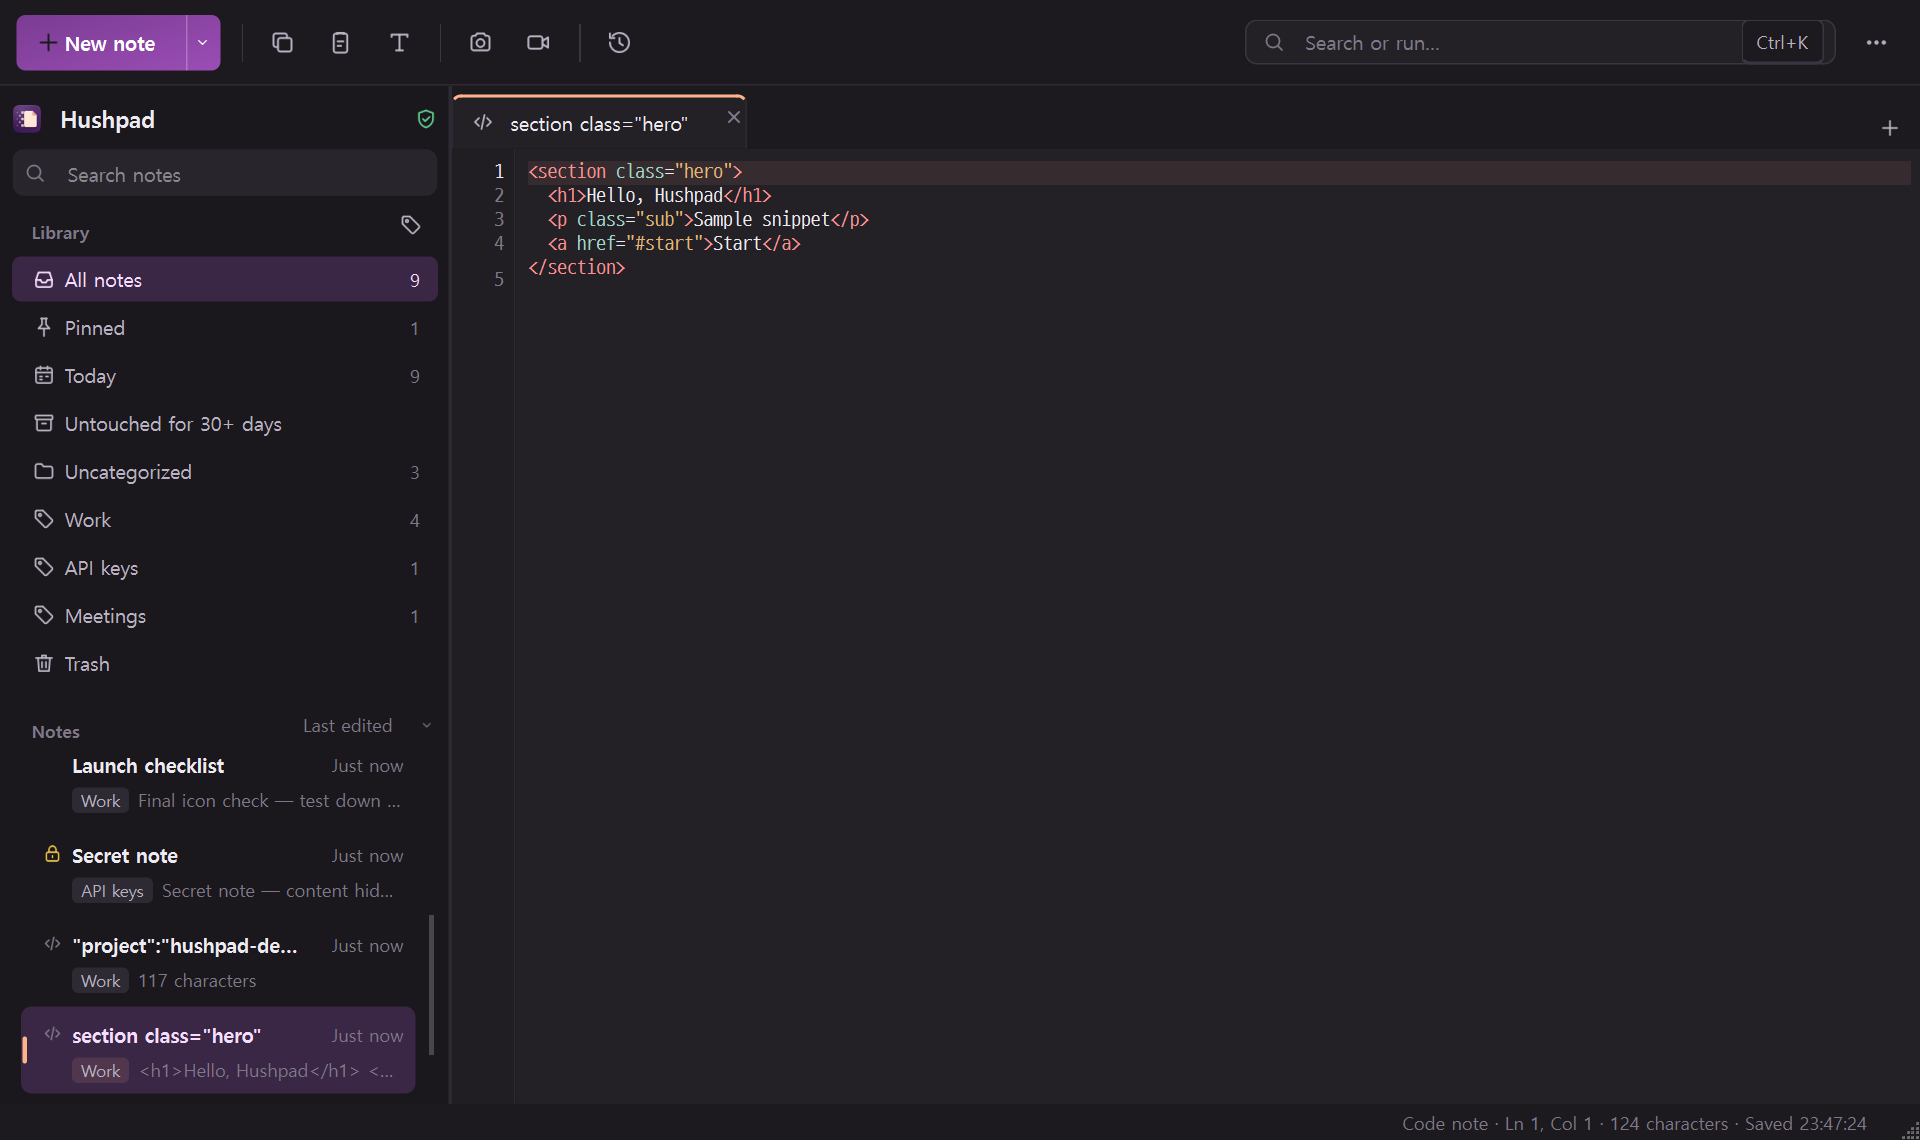 New note
Search or run...
Ctrl+K
Hushpad
Search notes
Library
All notes 9
Pinned 1
Today 9
Untouched for 30+ days
Uncategorized 3
Work 4
API keys 1
Meetings 1
Trash
Notes Last edited
Launch checklist Just now
Work Final icon check — test down ...
Secret note Just now
API keys Secret note — content hid...
"project":"hushpad-de... Just now
Work 117 characters
section class="hero" Just now
Work <h1>Hello, Hushpad</h1> <...
section class="hero"
1 <section class="hero">
2 <h1>Hello, Hushpad</h1>
3 <p class="sub">Sample snippet</p>
4 <a href="#start">Start</a>
</section>
5
Code note · Ln 1, Col 1 · 124 characters · Saved 23:47:24